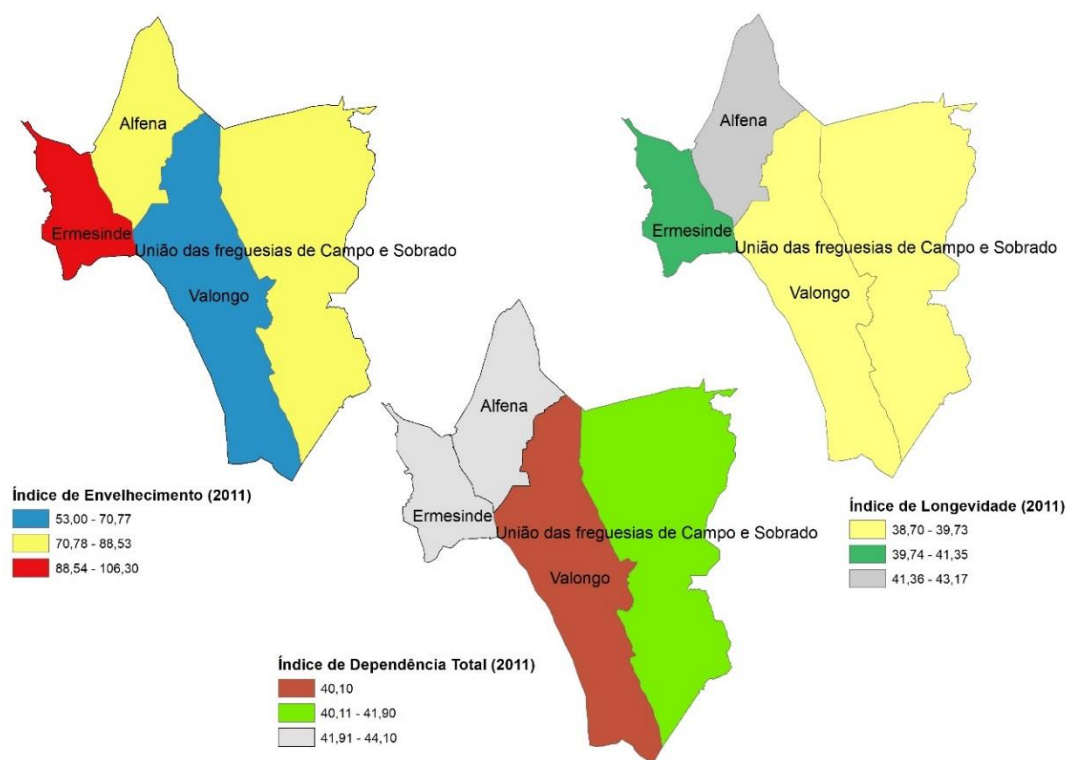 Alfena
Ermesinde
União das freguesias de Campo e Sobrado
Valongo
Índice de Envelhecimento (2011)
53,00 - 70,77
70,78 - 88,53
88,54 - 106,30
Alfena
Ermesinde
União das freguesias de Campo e Sobrado
Valongo
Índice de Longevidade (2011)
38,70 - 39,73
39,74 - 41,35
41,36 - 43,17
Alfena
Ermesinde
União das freguesias de Campo e Sobrado
Valongo
Índice de Dependência Total (2011)
40,10
40,11 - 41,90
41,91 - 44,10